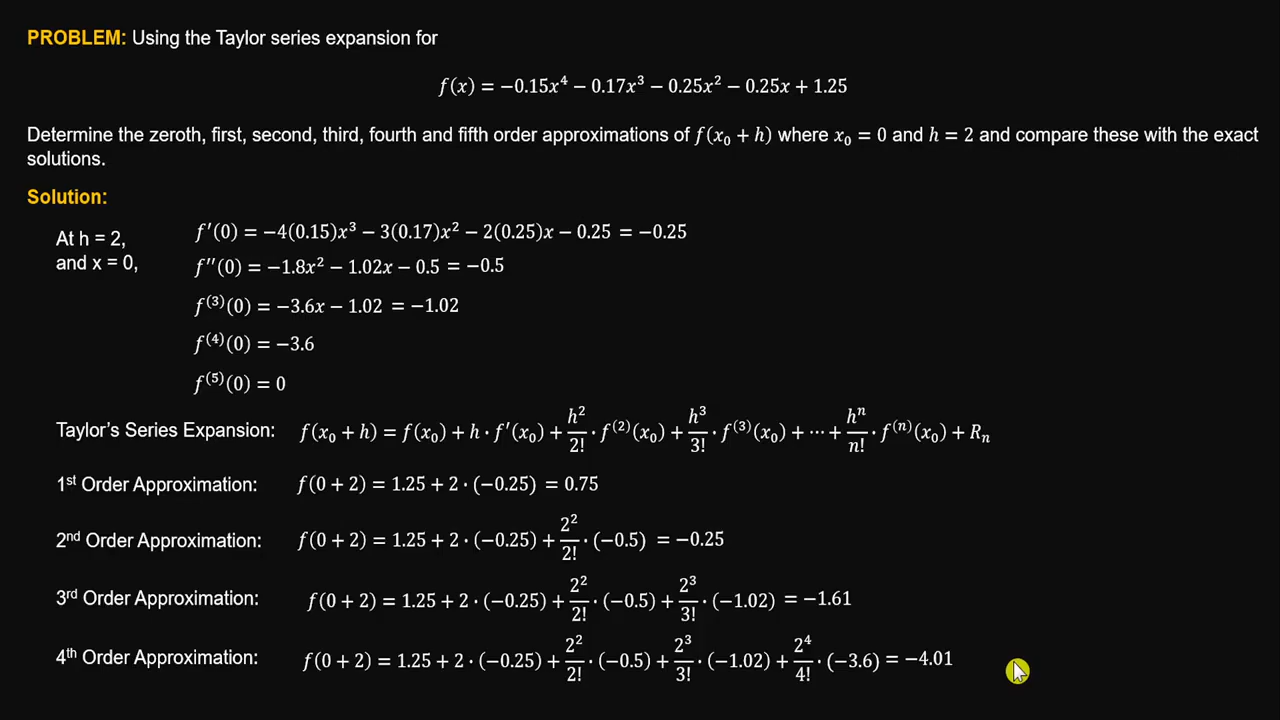 PROBLEM: Using the Taylor series expansion for
f(x) = −0.15x⁴ − 0.17x³ − 0.25x² − 0.25x + 1.25
Determine the zeroth, first, second, third, fourth and fifth order approximations of f(x₀ + h) where x₀ = 0 and h = 2 and compare these with the exact
solutions.
Solution:
At h = 2,
and x = 0,
f′(0) = −4(0.15)x³ − 3(0.17)x² − 2(0.25)x − 0.25 = −0.25
f′′(0) = −1.8x² − 1.02x − 0.5 = −0.5
f⁽³⁾(0) = −3.6x − 1.02 = −1.02
f⁽⁴⁾(0) = −3.6
f⁽⁵⁾(0) = 0
Taylor's Series Expansion: f(x₀ + h) = f(x₀) + h · f′(x₀) + h²/2! · f⁽²⁾(x₀) + h³/3! · f⁽³⁾(x₀) + ⋯ + hⁿ/n! · f⁽ⁿ⁾(x₀) + Rₙ
1st Order Approximation: f(0 + 2) = 1.25 + 2 · (−0.25) = 0.75
2nd Order Approximation: f(0 + 2) = 1.25 + 2 · (−0.25) + 2²/2! · (−0.5) = −0.25
3rd Order Approximation: f(0 + 2) = 1.25 + 2 · (−0.25) + 2²/2! · (−0.5) + 2³/3! · (−1.02) = −1.61
4th Order Approximation: f(0 + 2) = 1.25 + 2 · (−0.25) + 2²/2! · (−0.5) + 2³/3! · (−1.02) + 2⁴/4! · (−3.6) = −4.01